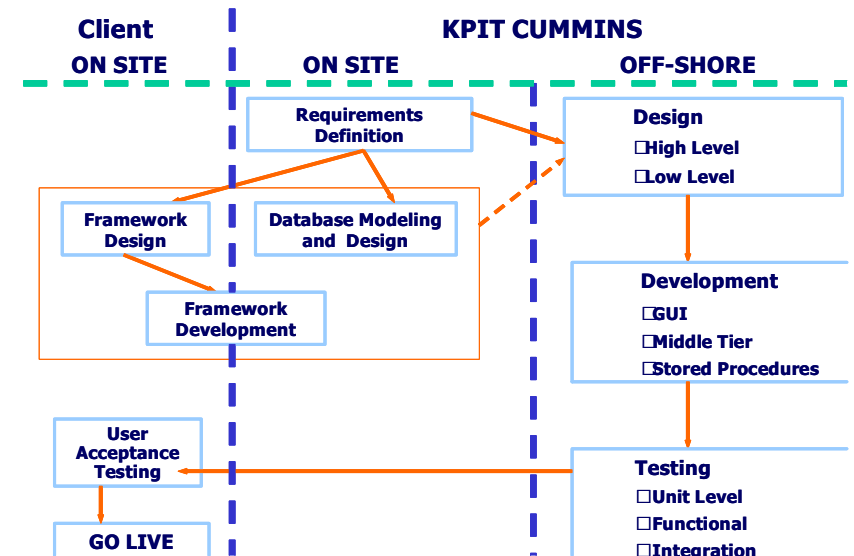 Client
KPIT CUMMINS
ON SITE
ON SITE
OFF-SHORE
Requirements
Definition
Design
High Level
Low Level
Framework
Design
Database Modeling
and Design
Framework
Development
Development
GUI
Middle Tier
Stored Procedures
User
Acceptance
Testing
GO LIVE
Testing
Unit Level
Functional
Integration